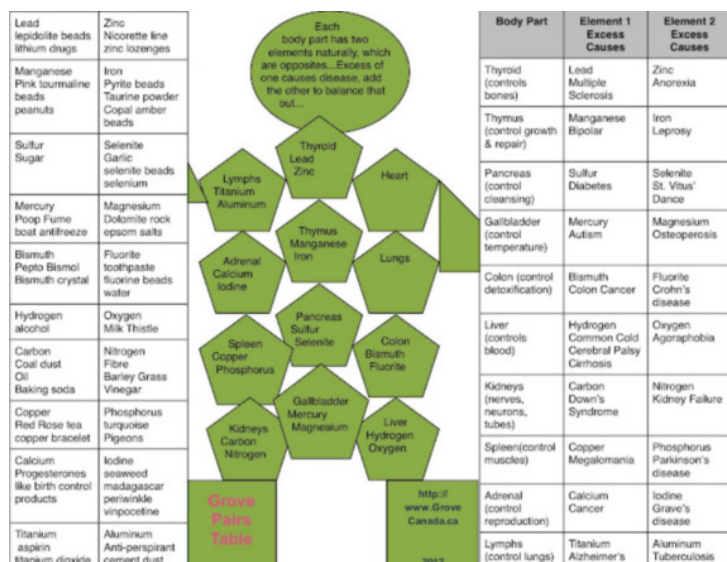 Lead
lepidolite beads
lithium drugs
Zinc
Nicorette line
zinc lozenges
Manganese
Pink tourmaline
beads
peanuts
Iron
Pyrite beads
Taurine powder
Copal amber
beads
Sulfur
Sugar
Selenite
Garlic
selenite beads
selenium
Mercury
Poop Fume
boat antifreeze
Magnesium
Dolomite rock
epsom salts
Bismuth
Pepto Bismol
Bismuth crystal
Fluorite
toothpaste
fluorine beads
water
Hydrogen
alcohol
Oxygen
Milk Thistle
Carbon
Coal dust
Oil
Baking soda
Nitrogen
Fibre
Barley Grass
Vinegar
Copper
Red Rose tea
copper bracelet
Phosphorus
turquoise
Pigeons
Calcium
Progesterones
like birth control
products
Iodine
seaweed
madagascar
periwinkle
vinpocetine
Titanium
aspirin
titanium dioxide
Aluminum
Anti-perspirant
cement dust
Each
body part has two
elements naturally, which
are opposites...Excess of
one causes disease, add
the other to balance that
out...
Thyroid
Lead
Zinc
Lymphs
Titanium
Aluminum
Heart
Thymus
Manganese
Iron
Adrenal
Calcium
Iodine
Lungs
Pancreas
Sulfur
Selenite
Spleen
Copper
Phosphorus
Colon
Bismuth
Fluorite
Gallbladder
Mercury
Magnesium
Kidneys
Carbon
Nitrogen
Liver
Hydrogen
Oxygen
Grove
Pairs
Table
http://
www.Grove
Canada.ca
Body Part
Element 1
Excess
Causes
Element 2
Excess
Causes
Thyroid
(controls
bones)
Lead
Multiple
Sclerosis
Zinc
Anorexia
Thymus
(control growth
& repair)
Manganese
Bipolar
Iron
Leprosy
Pancreas
(control
cleansing)
Sulfur
Diabetes
Selenite
St. Vitus'
Dance
Gallbladder
(control
temperature)
Mercury
Autism
Magnesium
Osteoperosis
Colon (control
detoxification)
Bismuth
Colon Cancer
Fluorite
Crohn's
disease
Liver
(controls
blood)
Hydrogen
Common Cold
Cerebral Palsy
Cirrhosis
Oxygen
Agoraphobia
Kidneys
(nerves,
neurons,
tubes)
Carbon
Down's
Syndrome
Nitrogen
Kidney Failure
Spleen(control
muscles)
Copper
Megalomania
Phosphorus
Parkinson's
disease
Adrenal
(control
reproduction)
Calcium
Cancer
Iodine
Grave's
disease
Lymphs
(control lungs)
Titanium
Alzheimer's
Aluminum
Tuberculosis